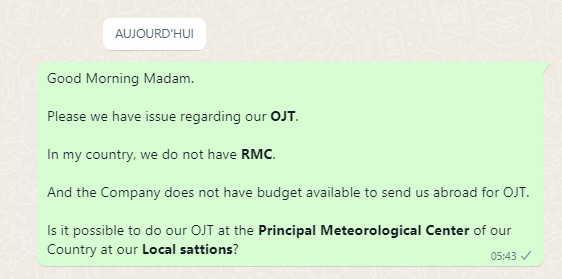 AUJOURD'HUI
Good Morning Madam.
Please we have issue regarding our OJT.
In my country, we do not have RMC.
And the Company does not have budget available to send us abroad for OJT.
Is it possible to do our OJT at the Principal Meteorological Center of our
Country at our Local sattions?
05:43